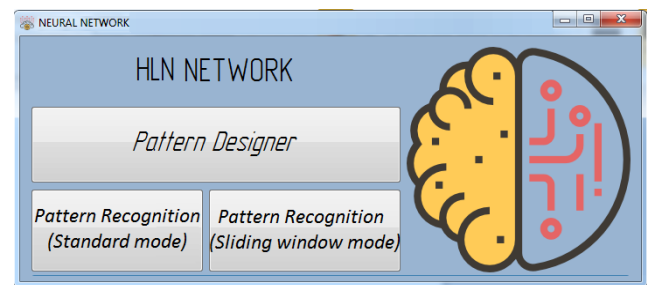 NEURAL NETWORK
HLN NETWORK
Pattern Designer
Pattern Recognition
(Standard mode)
Pattern Recognition
(Sliding window mode)